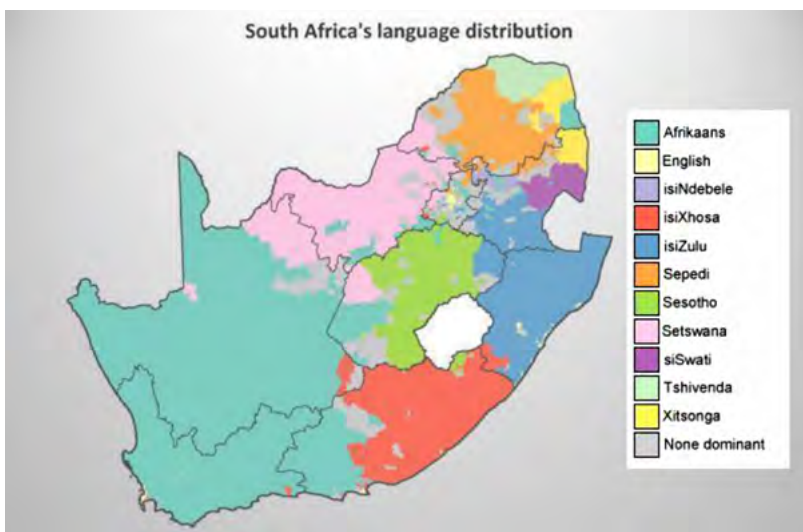 South Africa's language distribution
Afrikaans
English
isiNdebele
isiXhosa
isiZulu
Sepedi
Sesotho
Setswana
siSwati
Tshivenda
Xitsonga
None dominant